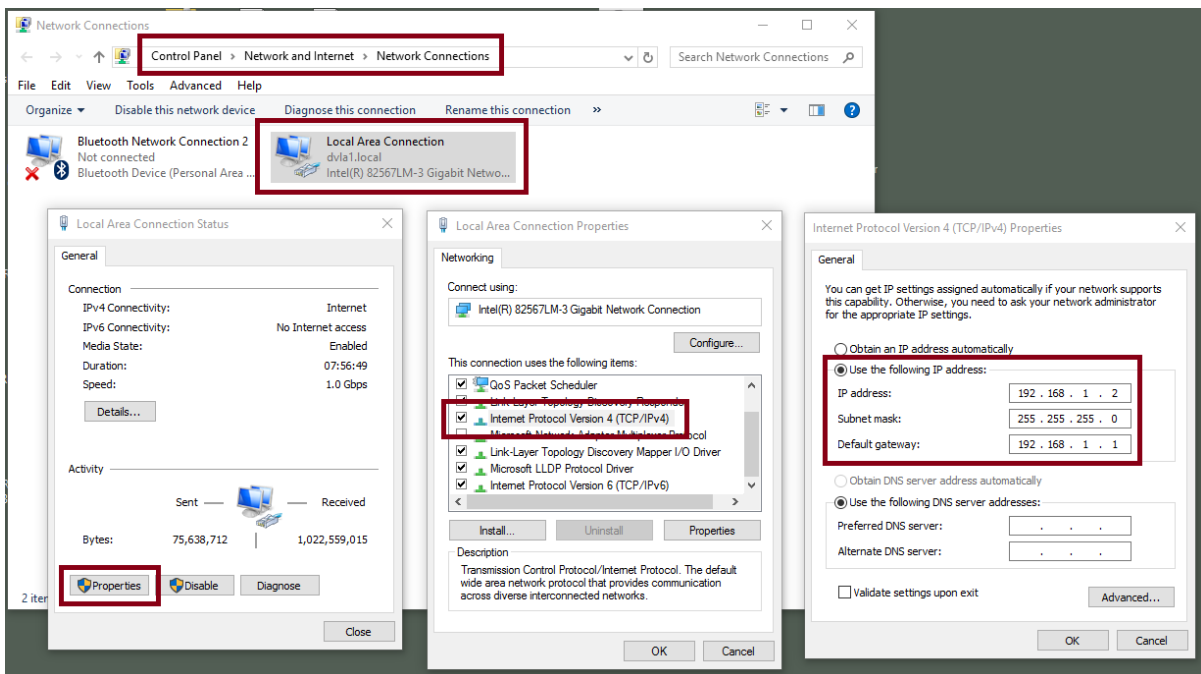 Network Connections
Control Panel > Network and Internet > Network Connections
Search Network Connections
File Edit View Tools Advanced Help
Organize Disable this network device Diagnose this connection Rename this connection »
Bluetooth Network Connection 2
Not connected
Bluetooth Device (Personal Area ...
Local Area Connection
dvla1.local
Intel(R) 82567LM-3 Gigabit Netwo...
2 iter
Local Area Connection Status
General
Connection
IPv4 Connectivity: Internet
IPv6 Connectivity: No Internet access
Media State: Enabled
Duration: 07:56:49
Speed: 1.0 Gbps
Details...
Activity
Sent Received
Bytes: 75,638,712 1,022,559,015
Properties Disable Diagnose
Close
Local Area Connection Properties
Networking
Connect using:
Intel(R) 82567LM-3 Gigabit Network Connection
Configure...
This connection uses the following items:
QoS Packet Scheduler
Link-Layer Topology Discovery Responder
Internet Protocol Version 4 (TCP/IPv4)
Microsoft Network Adapter Multiplexor Protocol
Link-Layer Topology Discovery Mapper I/O Driver
Microsoft LLDP Protocol Driver
Internet Protocol Version 6 (TCP/IPv6)
Install... Uninstall Properties
Description
Transmission Control Protocol/Internet Protocol. The default
wide area network protocol that provides communication
across diverse interconnected networks.
OK Cancel
Internet Protocol Version 4 (TCP/IPv4) Properties
General
You can get IP settings assigned automatically if your network supports
this capability. Otherwise, you need to ask your network administrator
for the appropriate IP settings.
Obtain an IP address automatically
Use the following IP address:
IP address: 192 . 168 . 1 . 2
Subnet mask: 255 . 255 . 255 . 0
Default gateway: 192 . 168 . 1 . 1
Obtain DNS server address automatically
Use the following DNS server addresses:
Preferred DNS server: . . .
Alternate DNS server: . . .
Validate settings upon exit
Advanced...
OK Cancel